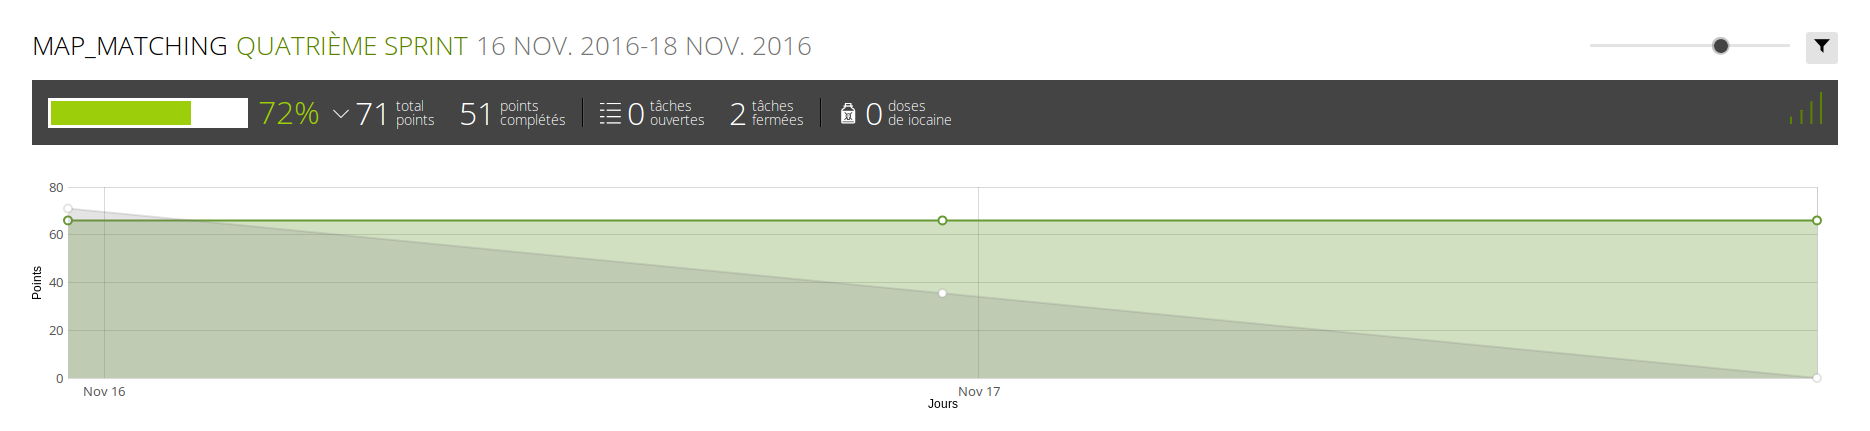 MAP_MATCHING QUATRIÈME SPRINT 16 NOV. 2016-18 NOV. 2016
72% 71 total points 51 points complétés 0 tâches ouvertes 2 tâches fermées 0 doses de iocaine
80
60
40
20
0
Points
Nov 16 Nov 17
Jours